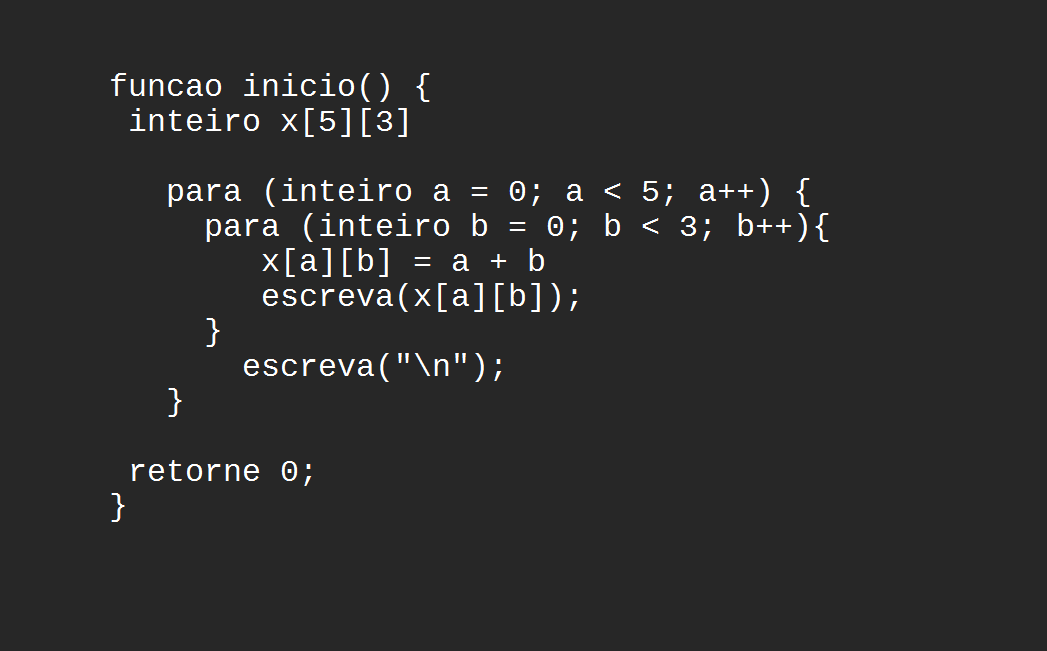 funcao inicio() {
inteiro x[5][3]
para (inteiro a = 0; a < 5; a++) {
para (inteiro b = 0; b < 3; b++){
x[a][b] = a + b
escreva(x[a][b]);
}
escreva("\n");
}
retorne 0;
}